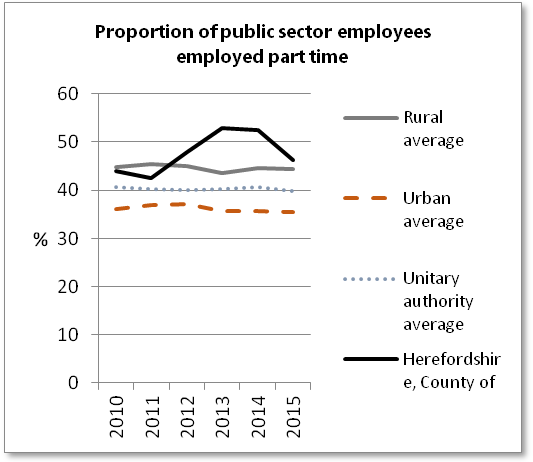 Proportion of public sector employees
employed part time
60
50
40
%
30
20
10
0
2010
2011
2012
2013
2014
2015
Rural
average
Urban
average
Unitary
authority
average
Herefordshir
e, County of